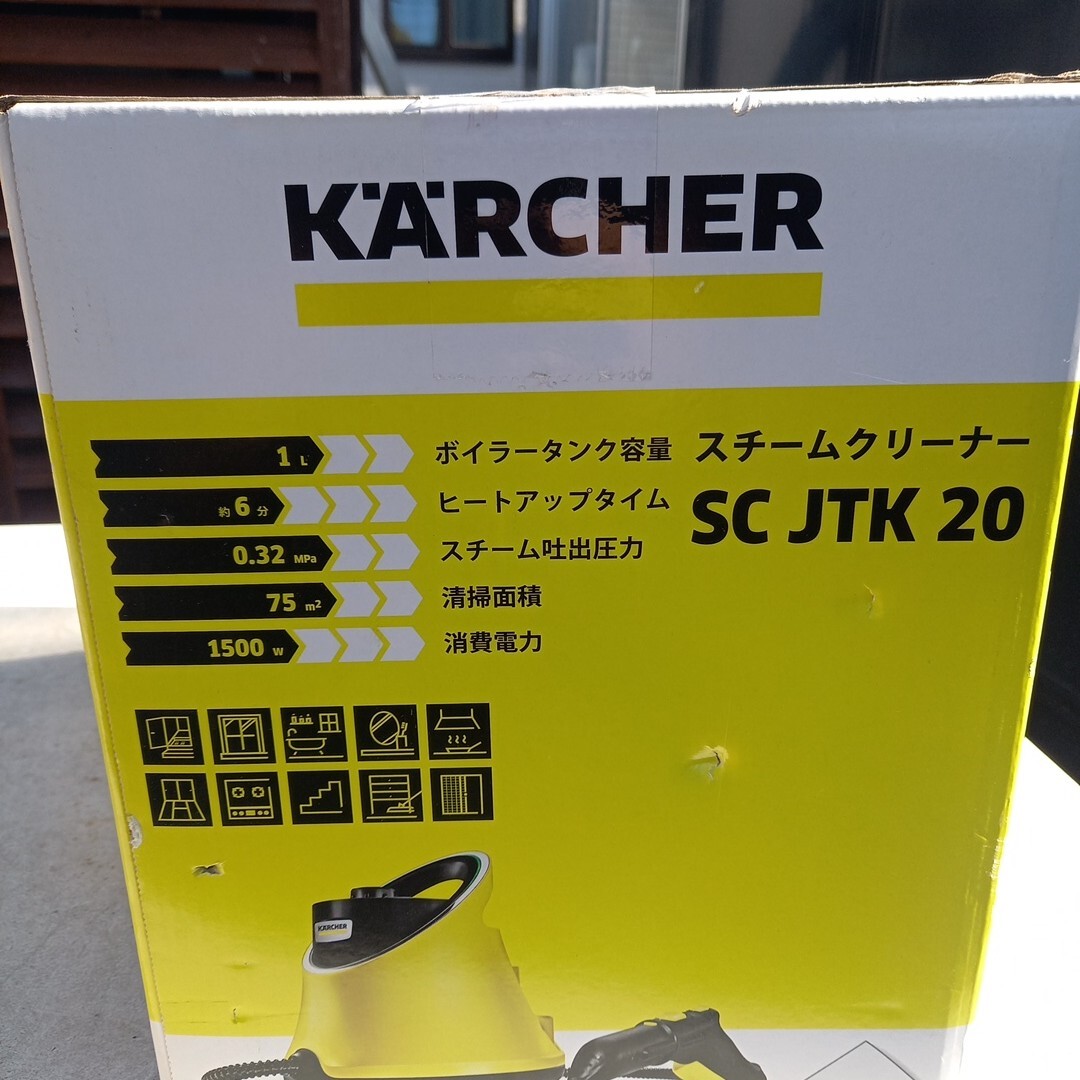 KÄRCHER
1 L ボイラータンク容量
約 6 分 ヒートアップタイム
0.32 MPa スチーム吐出圧力
75 m² 清掃面積
1500 W 消費電力
スチームクリーナー
SC JTK 20
KÄRCHER